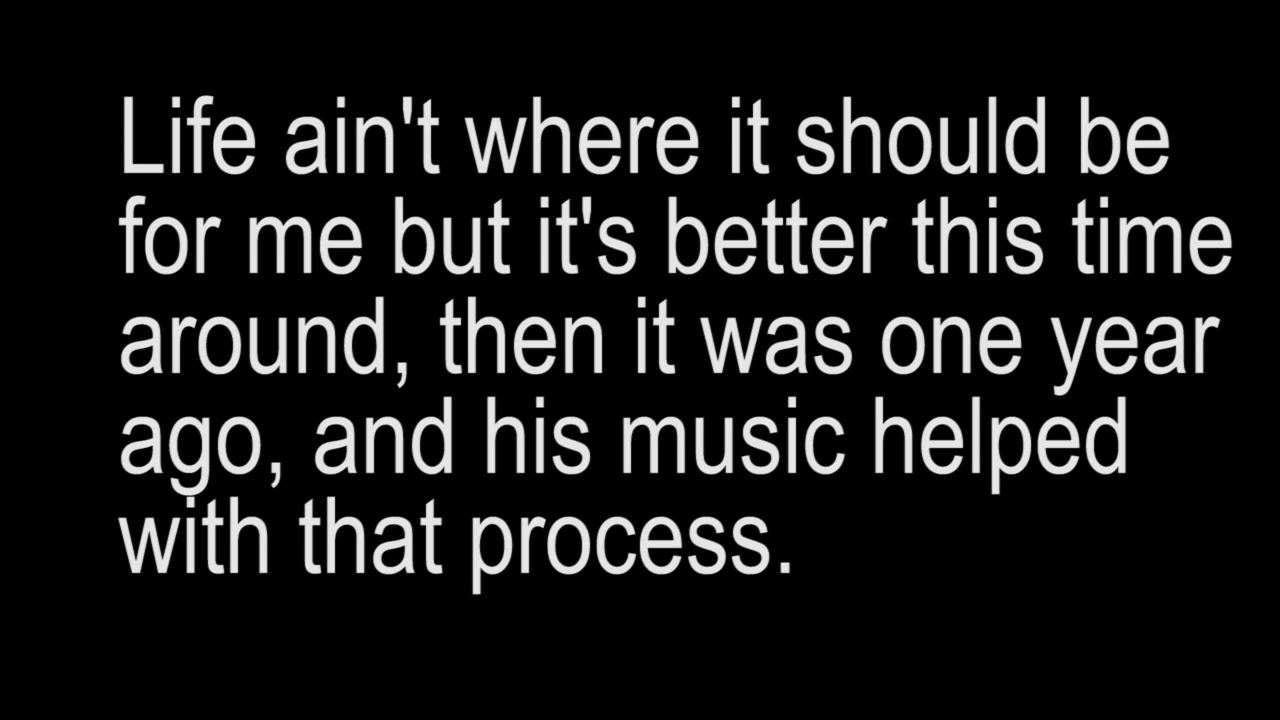 Life ain't where it should be
for me but it's better this time
around, then it was one year
ago, and his music helped
with that process.